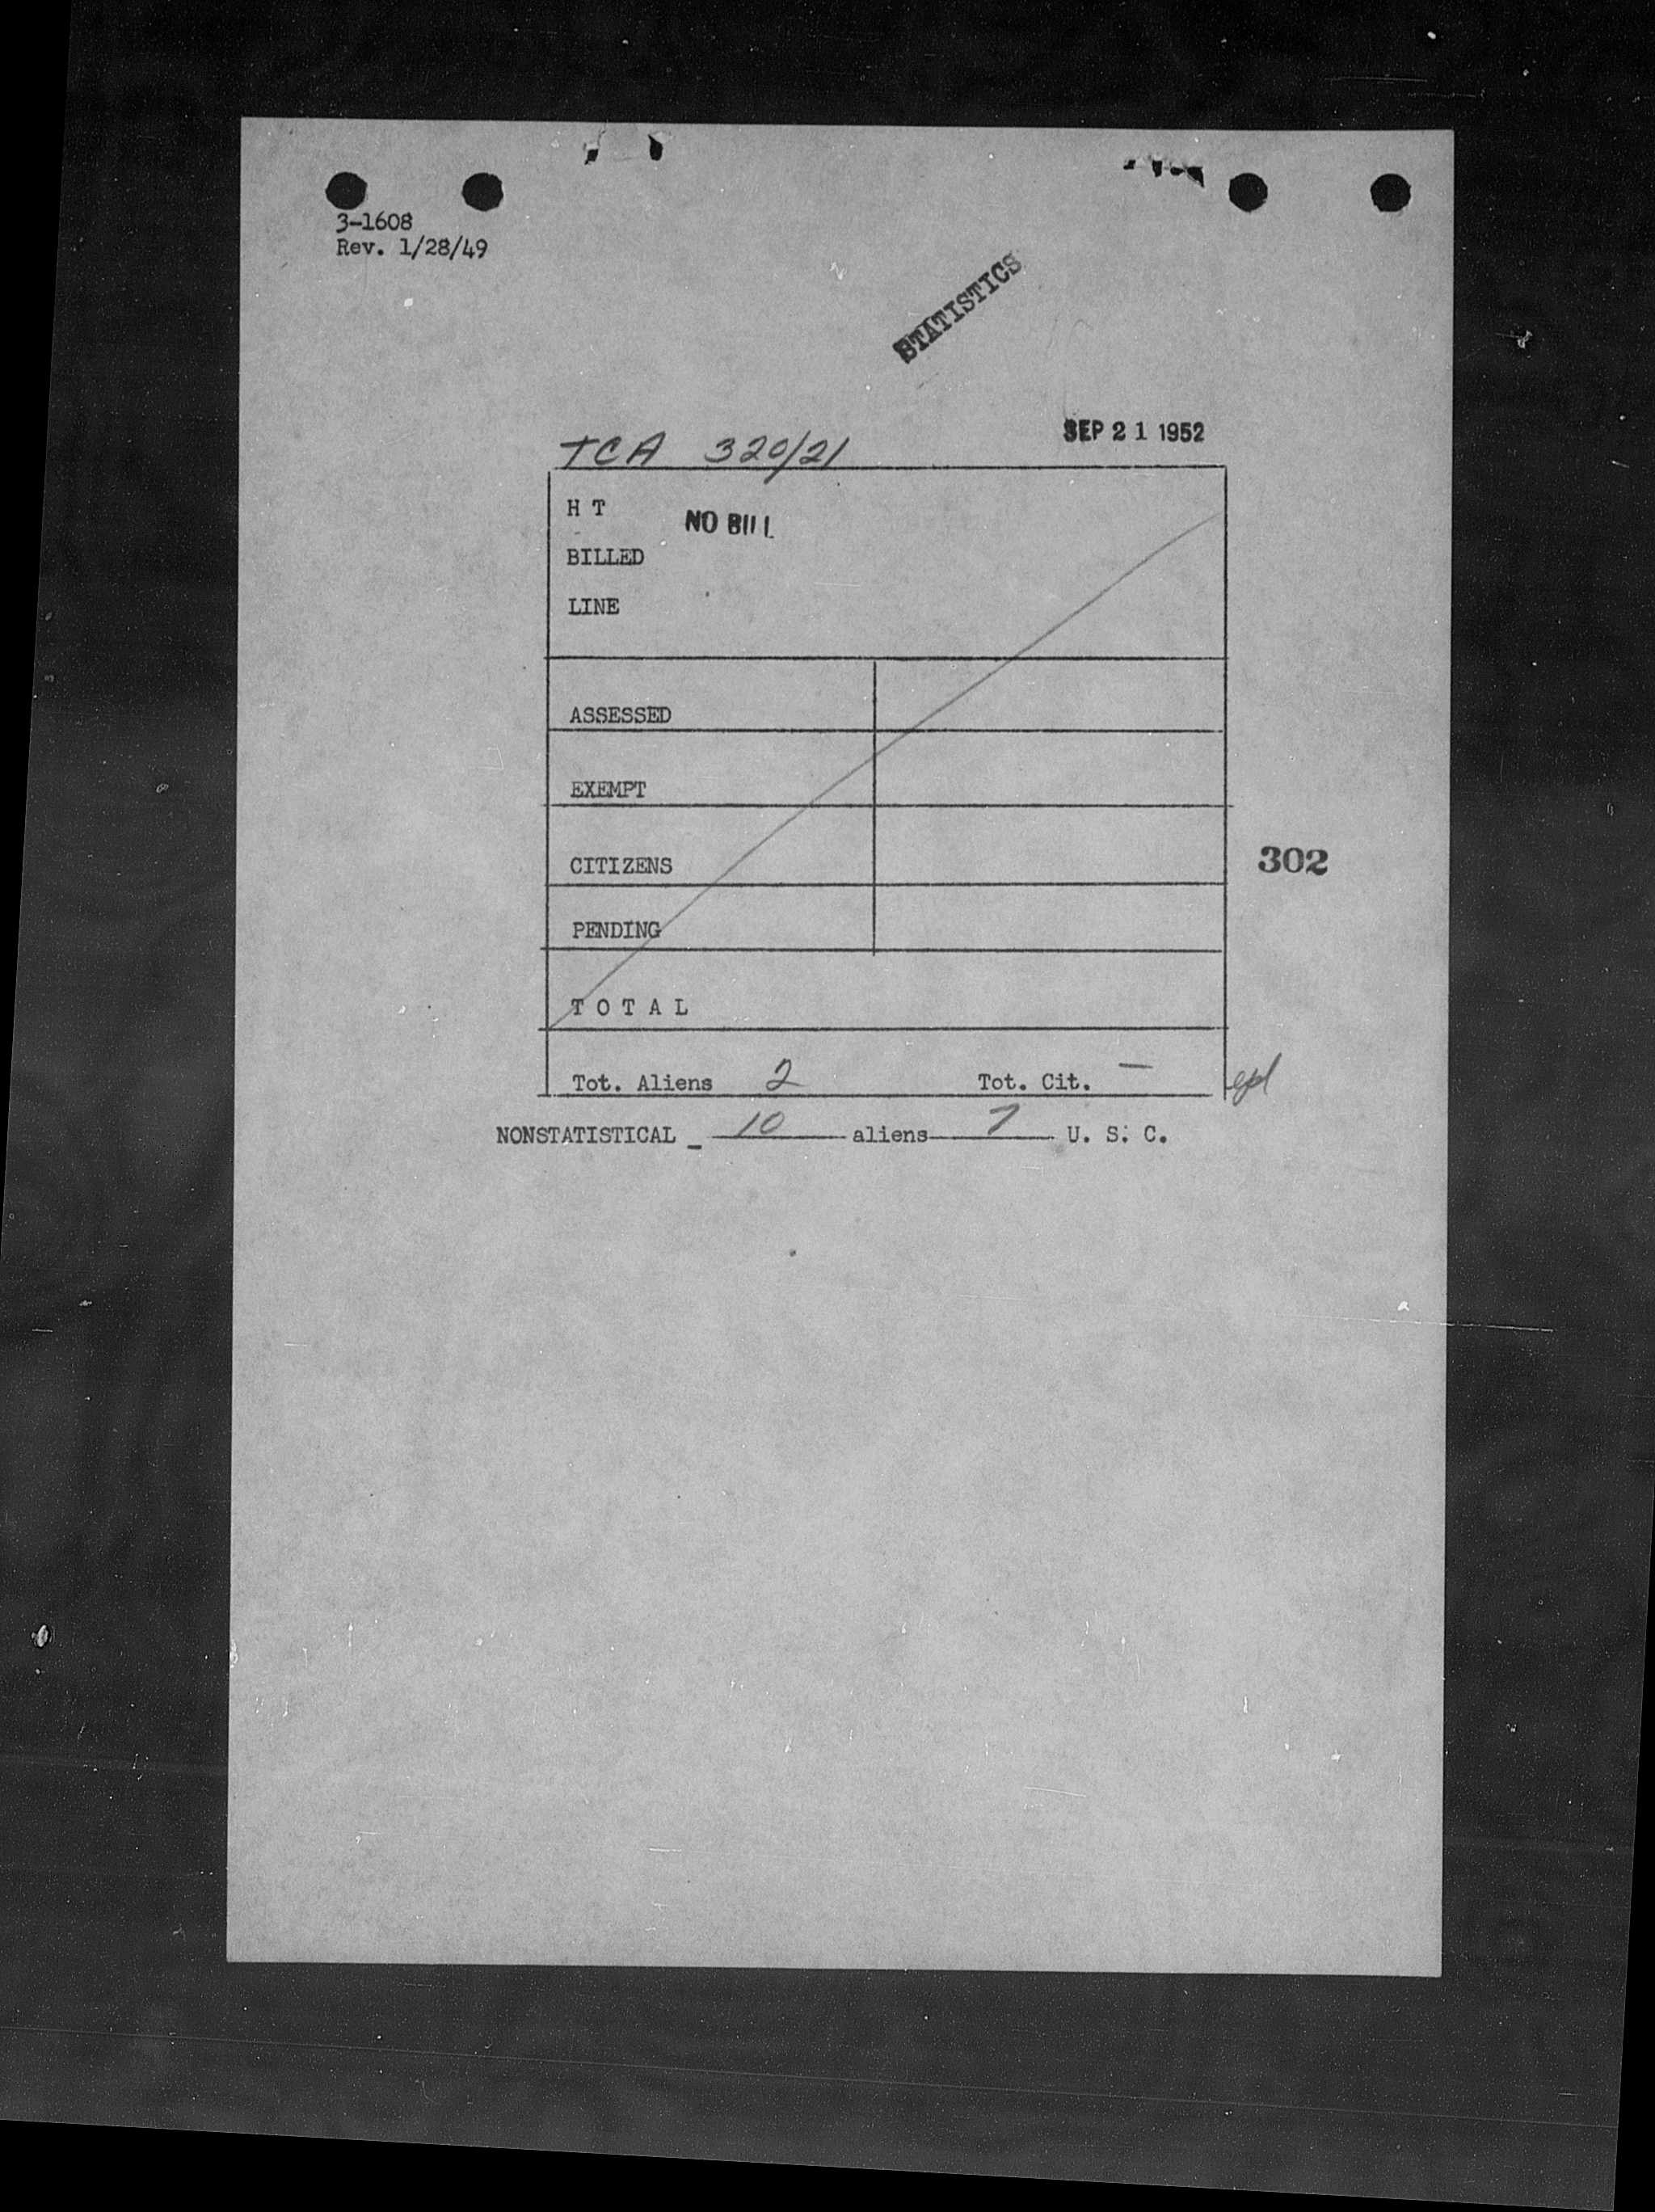 3-1608
Rev. 1/28/49
STATISTICS
SEP 21 1952
TCA 320/21
H T
NO BILL
BILLED
LINE
ASSESSED
EXEMPT
CITIZENS
302
PENDING
T O T A L
Tot. Aliens 2 Tot. Cit. —
NONSTATISTICAL _ 10 aliens 7 U. S. C.